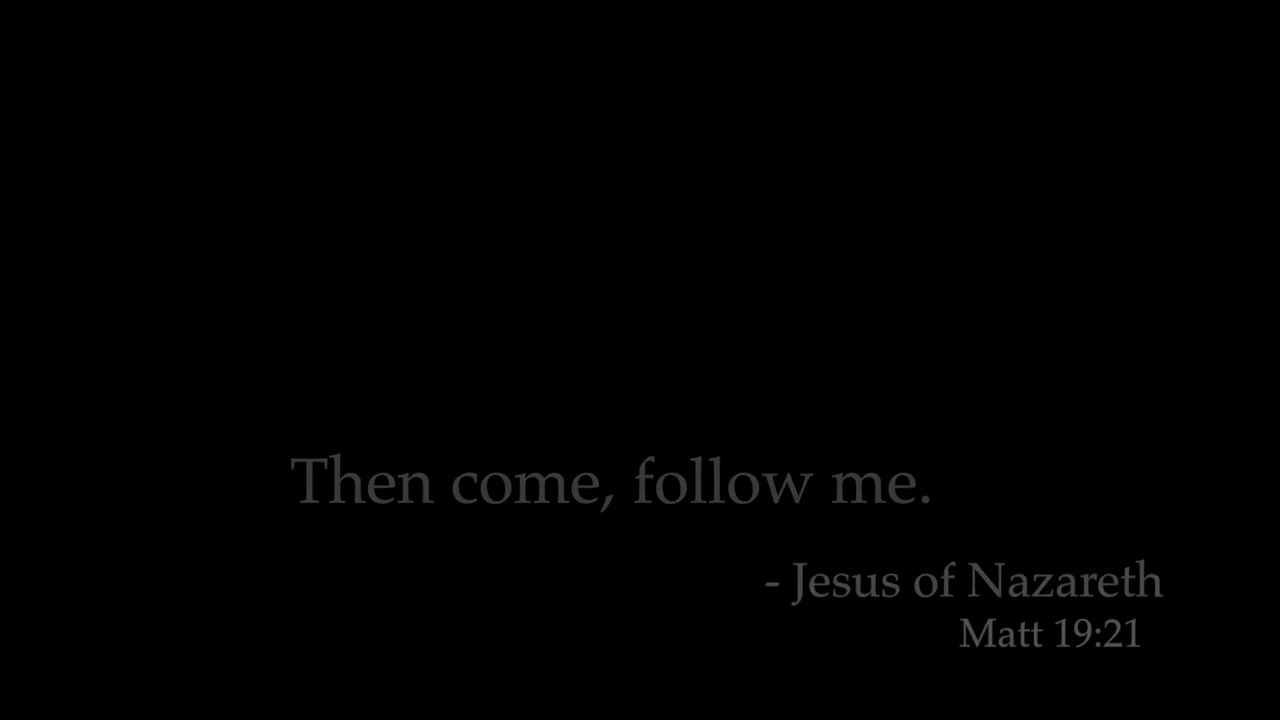 Then come, follow me.
- Jesus of Nazareth
Matt 19:21